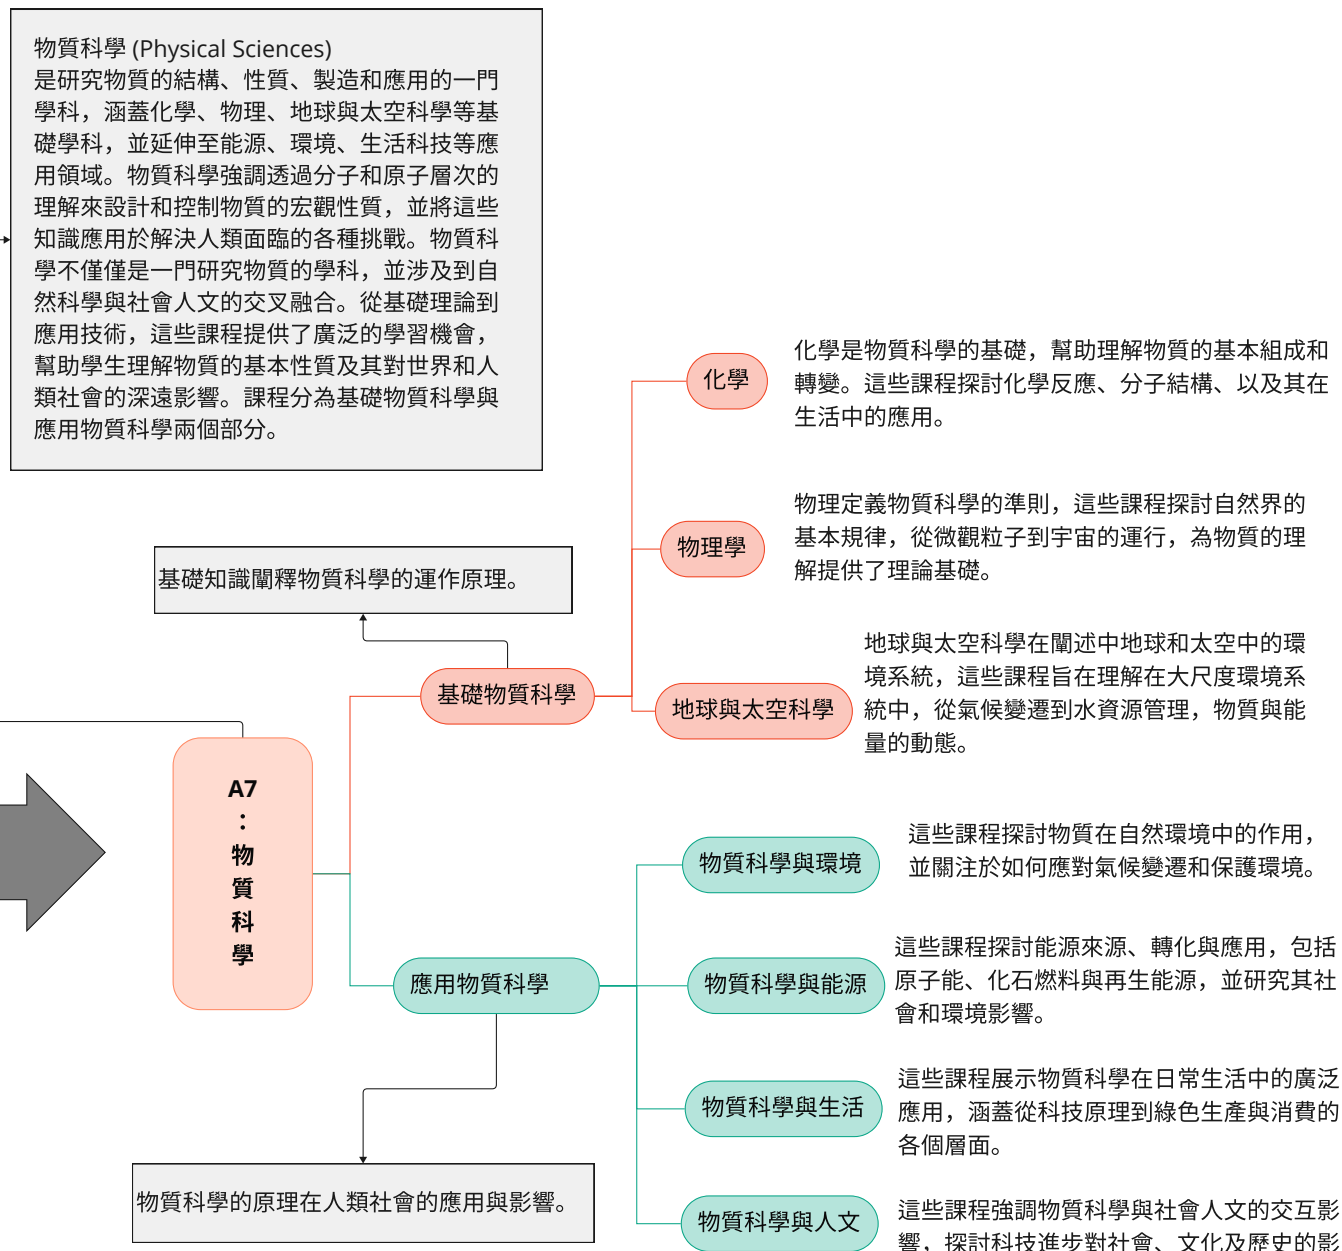 物質科學 (Physical Sciences)
是研究物質的結構、性質、製造和應用的一門
學科，涵蓋化學、物理、地球與太空科學等基
礎學科，並延伸至能源、環境、生活科技等應
用領域。物質科學強調透過分子和原子層次的
理解來設計和控制物質的宏觀性質，並將這些
知識應用於解決人類面臨的各種挑戰。物質科
學不僅僅是一門研究物質的學科，並涉及到自
然科學與社會人文的交叉融合。從基礎理論到
應用技術，這些課程提供了廣泛的學習機會，
幫助學生理解物質的基本性質及其對世界和人
類社會的深遠影響。課程分為基礎物質科學與
應用物質科學兩個部分。
化學
化學是物質科學的基礎，幫助理解物質的基本組成和
轉變。這些課程探討化學反應、分子結構、以及其在
生活中的應用。
物理學
物理定義物質科學的準則，這些課程探討自然界的
基本規律，從微觀粒子到宇宙的運行，為物質的理
解提供了理論基礎。
基礎知識闡釋物質科學的運作原理。
基礎物質科學
地球與太空科學
地球與太空科學在闡述中地球和太空中的環
境系統，這些課程旨在理解在大尺度環境系
統中，從氣候變遷到水資源管理，物質與能
量的動態。
A7
：
物
質
科
學
物質科學與環境
這些課程探討物質在自然環境中的作用，
並關注於如何應對氣候變遷和保護環境。
應用物質科學
物質科學與能源
這些課程探討能源來源、轉化與應用，包括
原子能、化石燃料與再生能源，並研究其社
會和環境影響。
物質科學與生活
這些課程展示物質科學在日常生活中的廣泛
應用，涵蓋從科技原理到綠色生產與消費的
各個層面。
物質科學的原理在人類社會的應用與影響。
物質科學與人文
這些課程強調物質科學與社會人文的交互影
響，探討科技進步對社會、文化及歷史的影